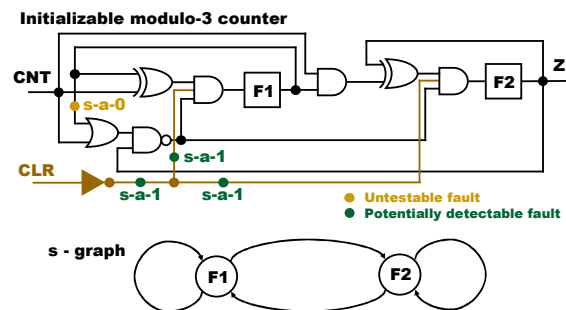 Initializable modulo-3 counter
CNT
Z
F1
F2
s-a-0
s-a-1
CLR
s-a-1
s-a-1
Untestable fault
Potentially detectable fault
s - graph
F1
F2